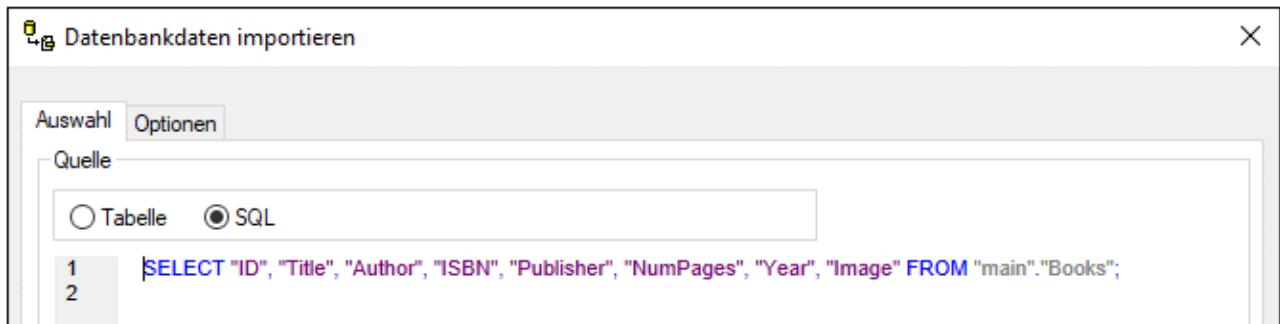 Datenbankdaten importieren
Auswahl Optionen
Quelle
Tabelle SQL
1 SELECT "ID", "Title", "Author", "ISBN", "Publisher", "NumPages", "Year", "Image" FROM "main"."Books";
2